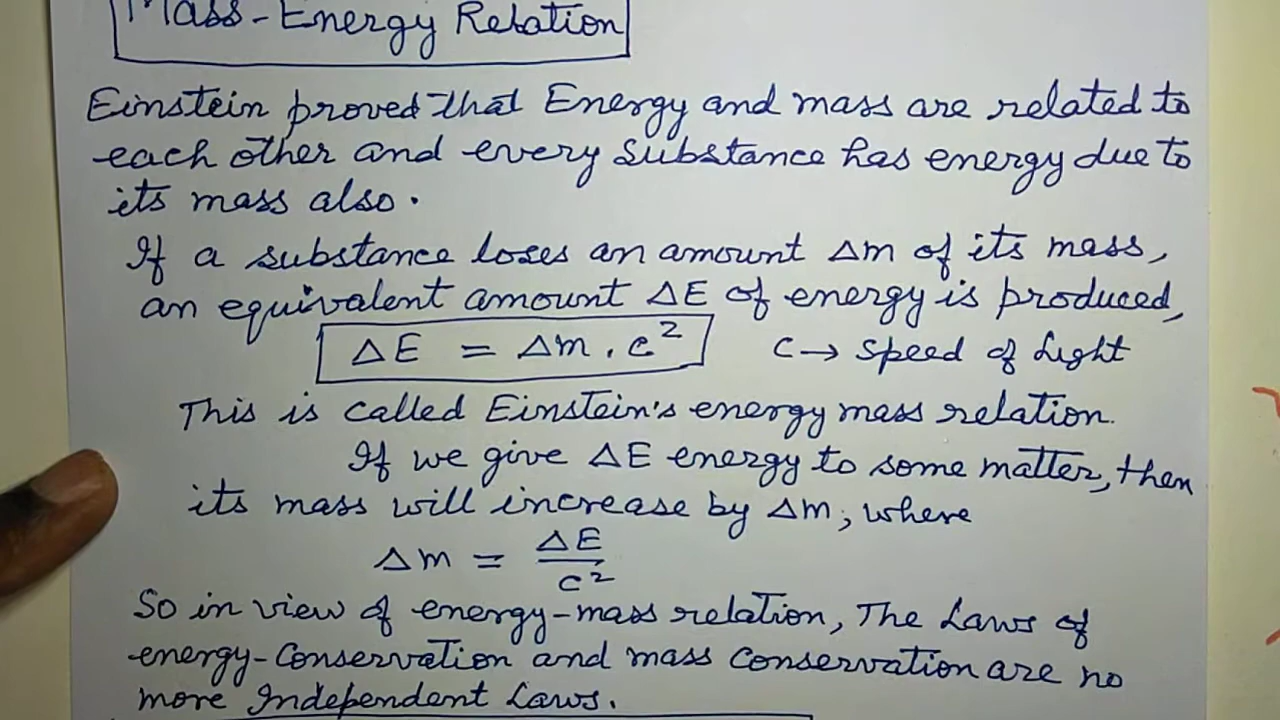 Mass-Energy Relation
Einstein proved that Energy and mass are related to
each other and every substance has energy due to
its mass also.
If a substance loses an amount Δm of its mass,
an equivalent amount ΔE of energy is produced,
ΔE = Δm . c² C → Speed of Light
This is called Einstein's energy mass relation.
If we give ΔE energy to some matter, then
its mass will increase by Δm, where
Δm = ΔE / c²
So in view of energy-mass relation, The Laws of
energy-Conservation and mass Conservation are no
more Independent Laws.